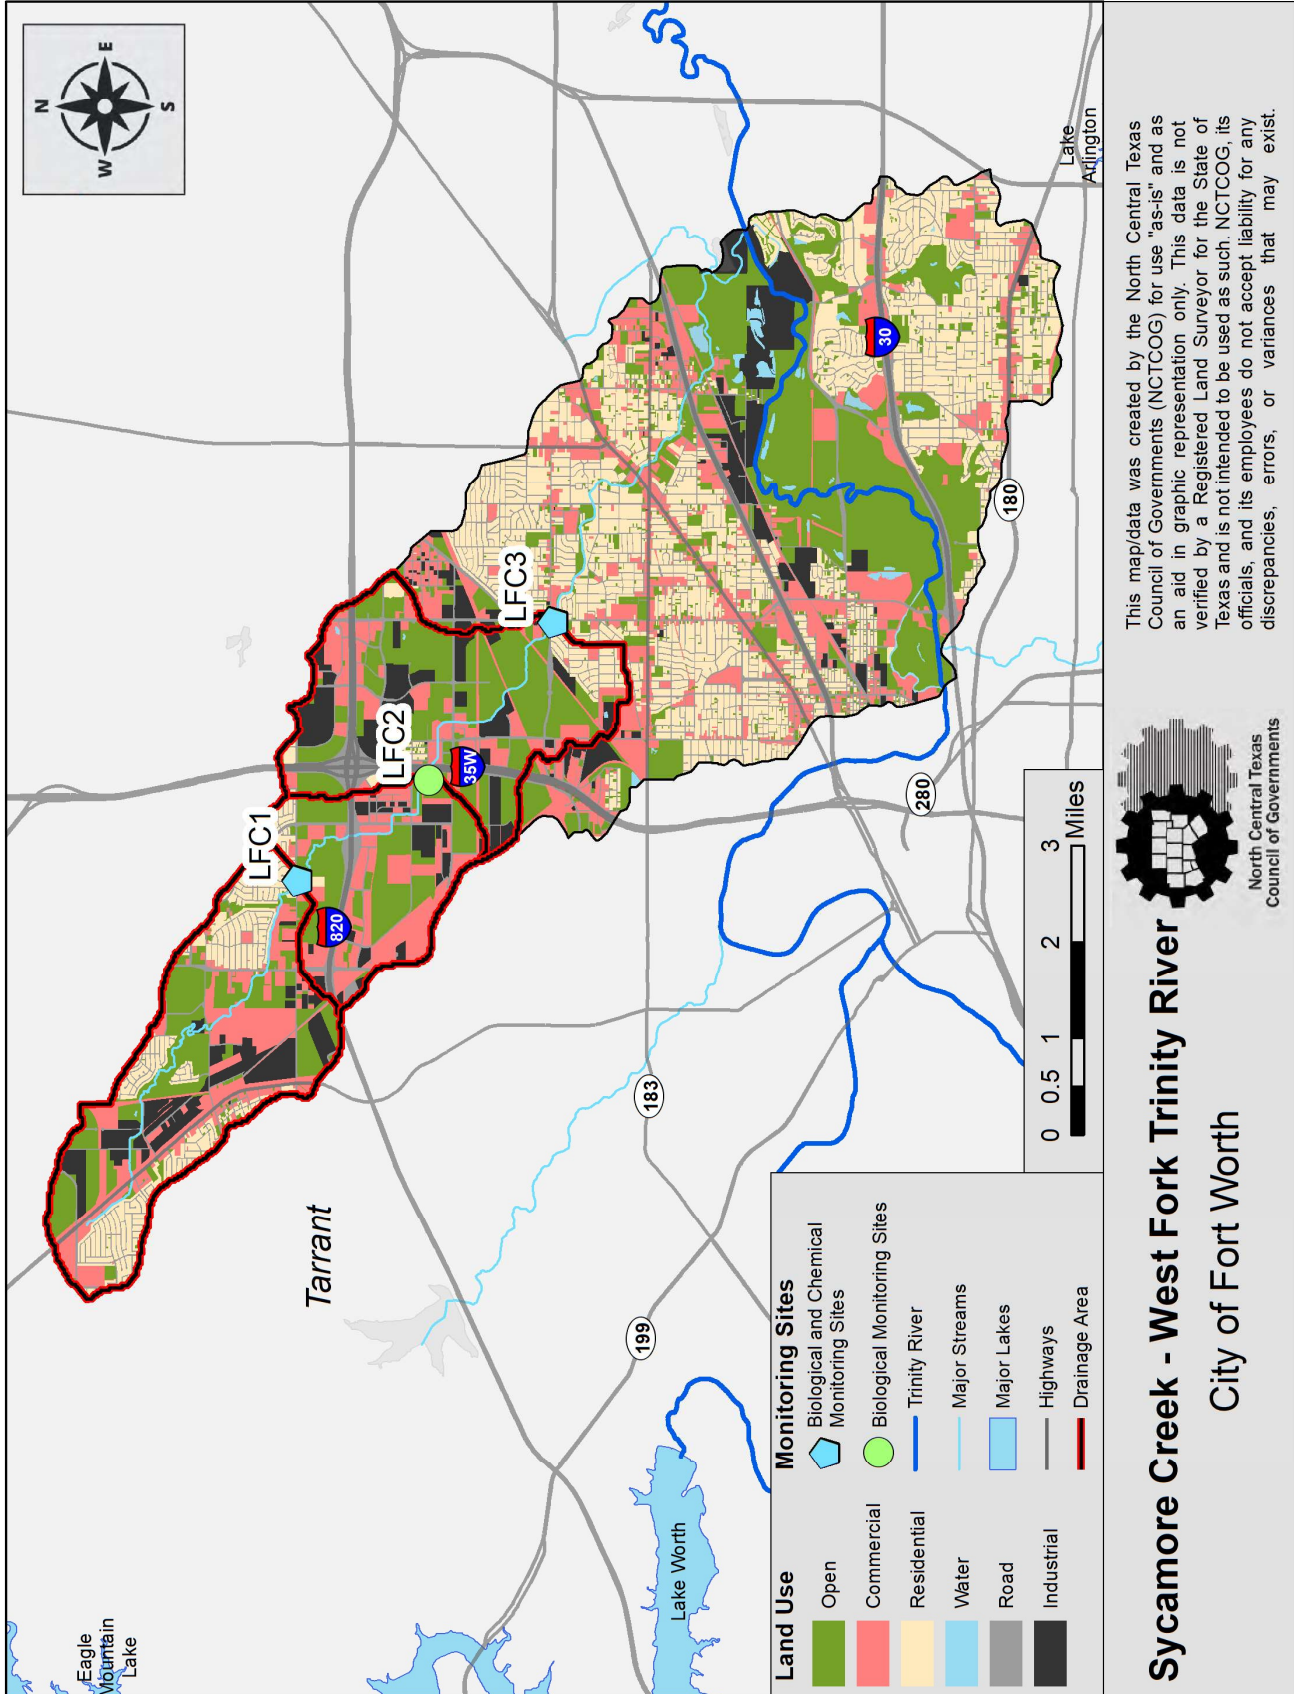 N
W
E
S
Eagle
Mountain
Lake
Tarrant
LFC1
LFC2
LFC3
820
35W
30
199
183
280
180
Lake Worth
Lake
Arlington
Land Use
Open
Commercial
Residential
Water
Road
Industrial
Monitoring Sites
Biological and Chemical
Monitoring Sites
Biological Monitoring Sites
Trinity River
Major Streams
Major Lakes
Highways
Drainage Area
0 0.5 1 2 3
Miles
Sycamore Creek - West Fork Trinity River
City of Fort Worth
North Central Texas
Council of Governments
This map/data was created by the North Central Texas
Council of Governments (NCTCOG) for use "as-is" and as
an aid in graphic representation only. This data is not
verified by a Registered Land Surveyor for the State of
Texas and is not intended to be used as such. NCTCOG, its
officials, and its employees do not accept liability for any
discrepancies, errors, or variances that may exist.